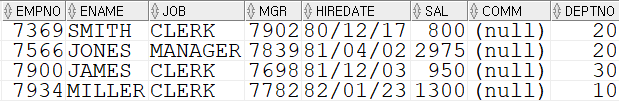 EMPNO ENAME JOB MGR HIREDATE SAL COMM DEPTNO
7369 SMITH CLERK 7902 80/12/17 800 (null) 20
7566 JONES MANAGER 7839 81/04/02 2975 (null) 20
7900 JAMES CLERK 7698 81/12/03 950 (null) 30
7934 MILLER CLERK 7782 82/01/23 1300 (null) 10